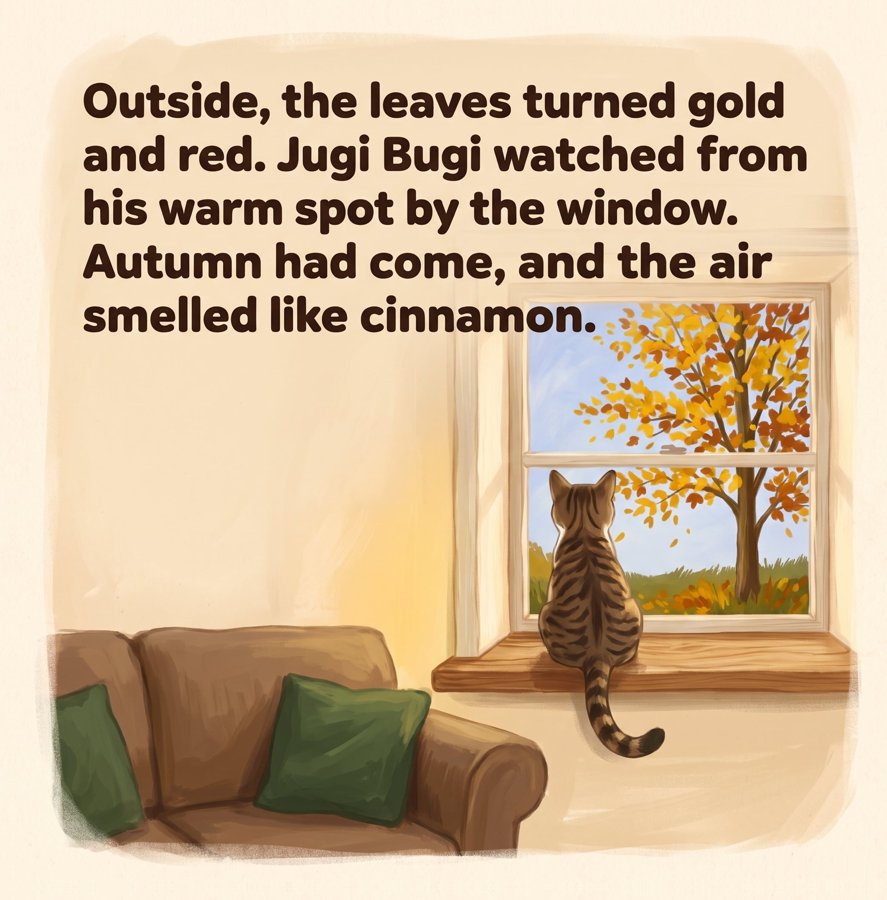 Outside, the leaves turned gold
and red. Jugi Bugi watched from
his warm spot by the window.
Autumn had come, and the air
smelled like cinnamon.